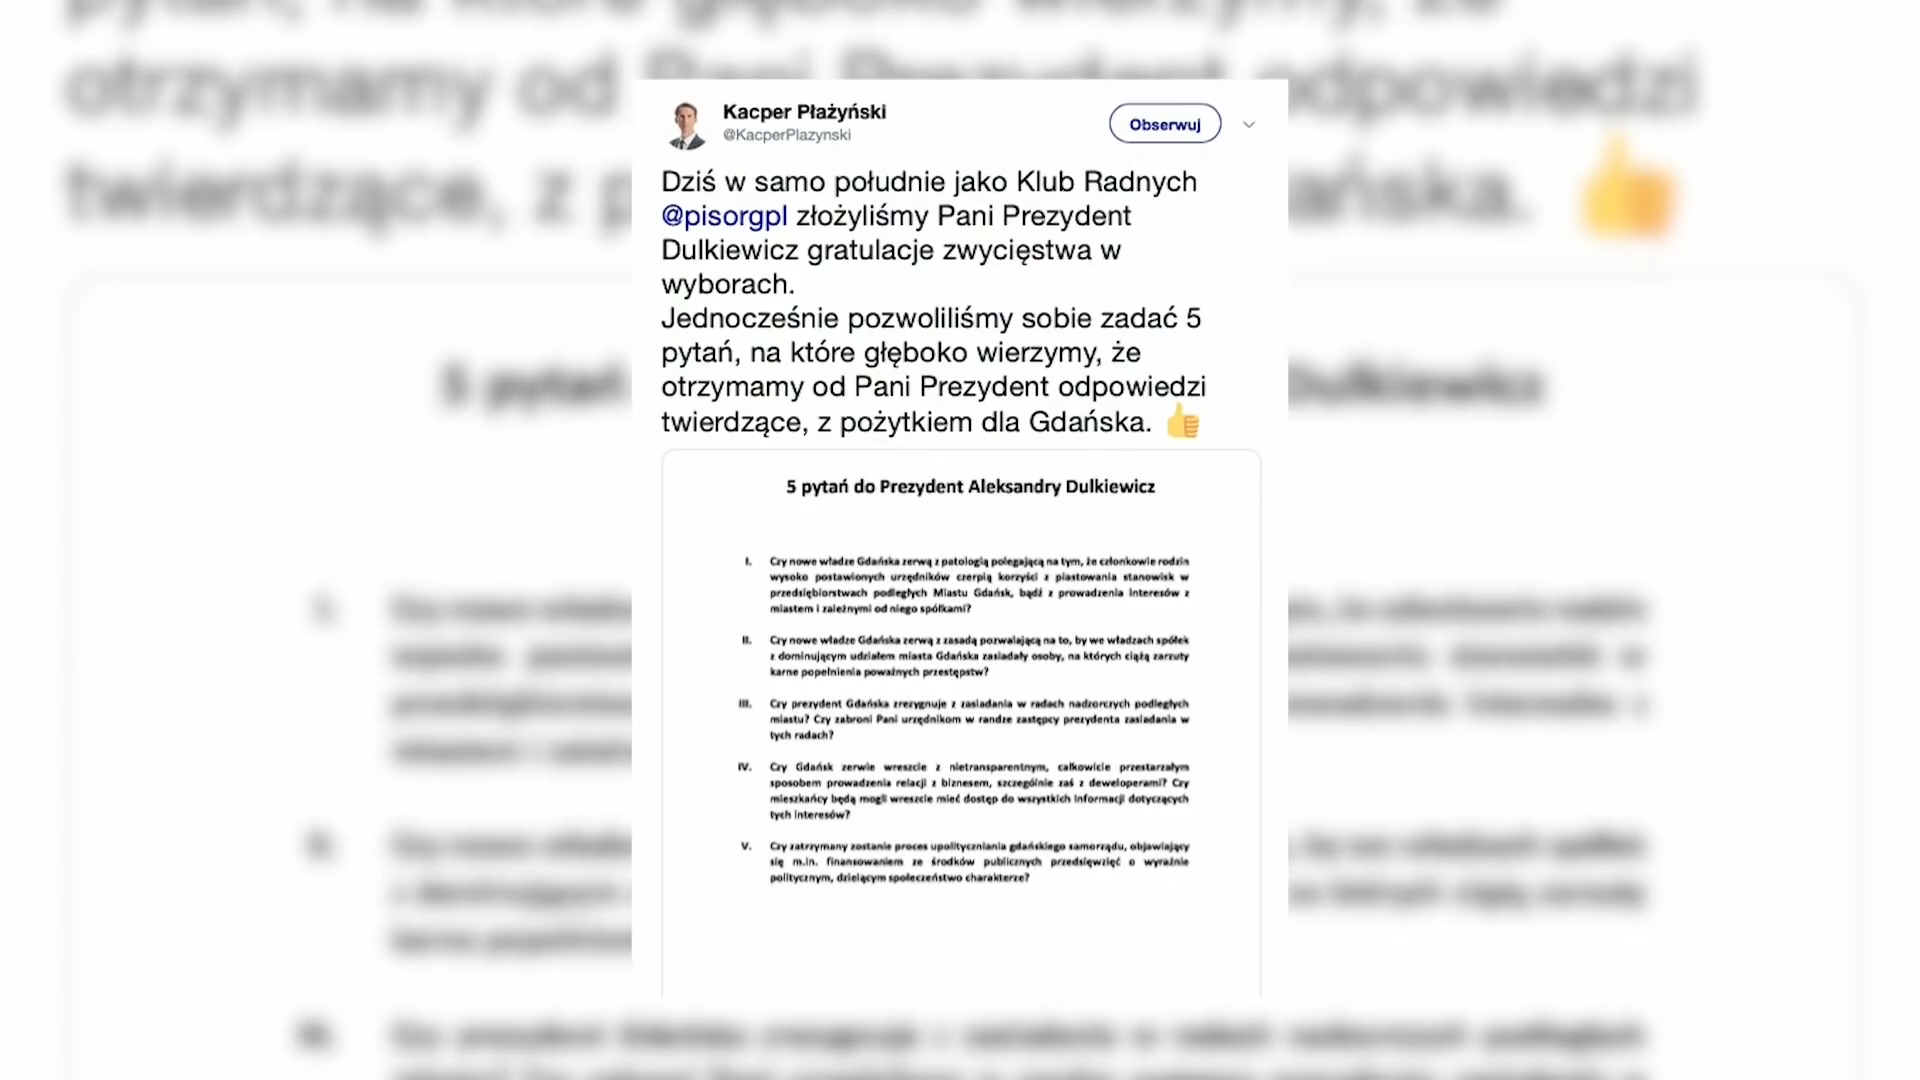 Kacper Płażyński
@KacperPlazynski
Obserwuj
Dziś w samo południe jako Klub Radnych
@pisorgpl złożyliśmy Pani Prezydent
Dulkiewicz gratulacje zwycięstwa w
wyborach.
Jednocześnie pozwoliliśmy sobie zadać 5
pytań, na które głęboko wierzymy, że
otrzymamy od Pani Prezydent odpowiedzi
twierdzące, z pożytkiem dla Gdańska. 👍
5 pytań do Prezydent Aleksandry Dulkiewicz
I. Czy nowe władze Gdańska zerwą z patologią polegającą na tym, że członkowie rodzin
wysoko postawionych urzędników czerpią korzyści z piastowania stanowisk w
przedsiębiorstwach podległych Miastu Gdańsk, bądź z prowadzenia interesów z
miastem i zależnymi od niego spółkami?
II. Czy nowe władze Gdańska zerwą z zasadą pozwalającą na to, by we władzach spółek
z dominującym udziałem miasta Gdańska zasiadały osoby, na których ciążą zarzuty
karne popełnienia poważnych przestępstw?
III. Czy prezydent Gdańska zrezygnuje z zasiadania w radach nadzorczych podległych
miastu? Czy zabroni Pani urzędnikom w randze zastępcy prezydenta zasiadania w
tych radach?
IV. Czy Gdańsk zerwie wreszcie z nietransparentnym, całkowicie przestarzałym
sposobem prowadzenia relacji z biznesem, szczególnie zaś z deweloperami? Czy
mieszkańcy będą mogli wreszcie mieć dostęp do wszystkich informacji dotyczących
tych interesów?
V. Czy zatrzymany zostanie proces upolityczniania gdańskiego samorządu, objawiający
się m.in. finansowaniem ze środków publicznych przedsięwzięć o wyraźnie
politycznym, dzielącym społeczeństwo charakterze?